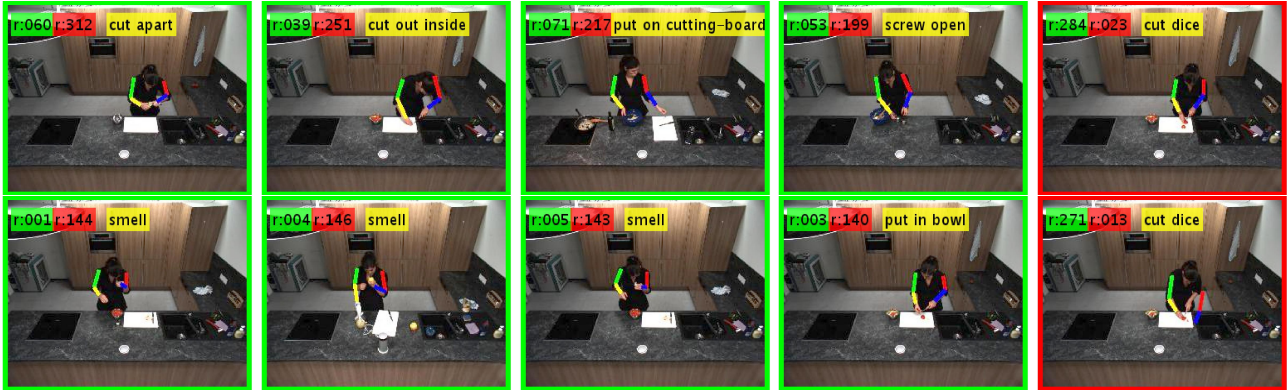 r:060 r:312 cut apart
r:039 r:251 cut out inside
r:071 r:217 put on cutting-board
r:053 r:199 screw open
r:284 r:023 cut dice
r:001 r:144 smell
r:004 r:146 smell
r:005 r:143 smell
r:003 r:140 put in bowl
r:271 r:013 cut dice